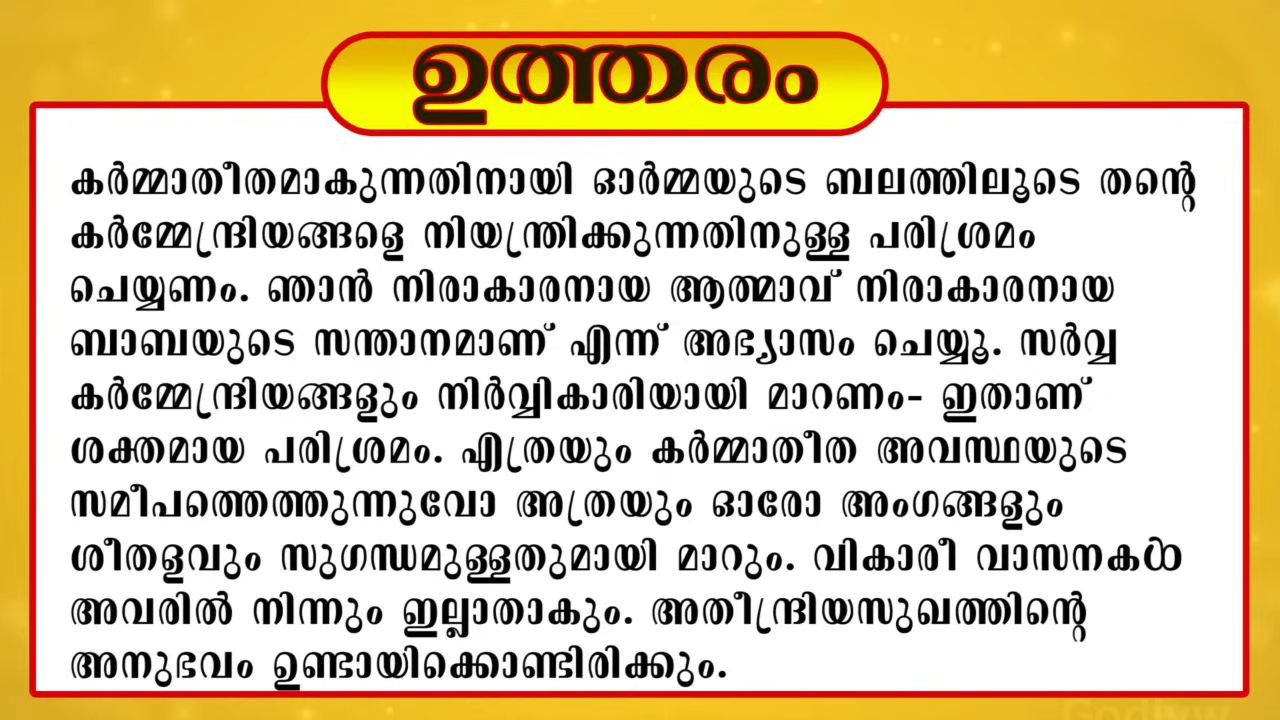 ഉത്തരം
കർമ്മാതീതമാകുന്നതിനായി ഓർമ്മയുടെ ബലത്തിലൂടെ തന്റെ
കർമ്മേന്ദ്രിയങ്ങളെ നിയന്ത്രിക്കുന്നതിനുള്ള പരിശ്രമം
ചെയ്യണം. ഞാൻ നിരാകാരനായ ആത്മാവ് നിരാകാരനായ
ബാബയുടെ സന്താനമാണ് എന്ന് അഭ്യാസം ചെയ്യൂ. സർവ്വ
കർമ്മേന്ദ്രിയങ്ങളും നിർവ്വികാരിയായി മാറണം- ഇതാണ്
ശക്തമായ പരിശ്രമം. എത്രയും കർമ്മാതീത അവസ്ഥയുടെ
സമീപത്തെത്തുന്നുവോ അത്രയും ഓരോ അംഗങ്ങളും
ശീതളവും സുഗന്ധമുള്ളതുമായി മാറും. വികാരീ വാസനകൾ
അവരിൽ നിന്നും ഇല്ലാതാകും. അതീന്ദ്രിയസുഖത്തിന്റെ
അനുഭവം ഉണ്ടായിക്കൊണ്ടിരിക്കും.